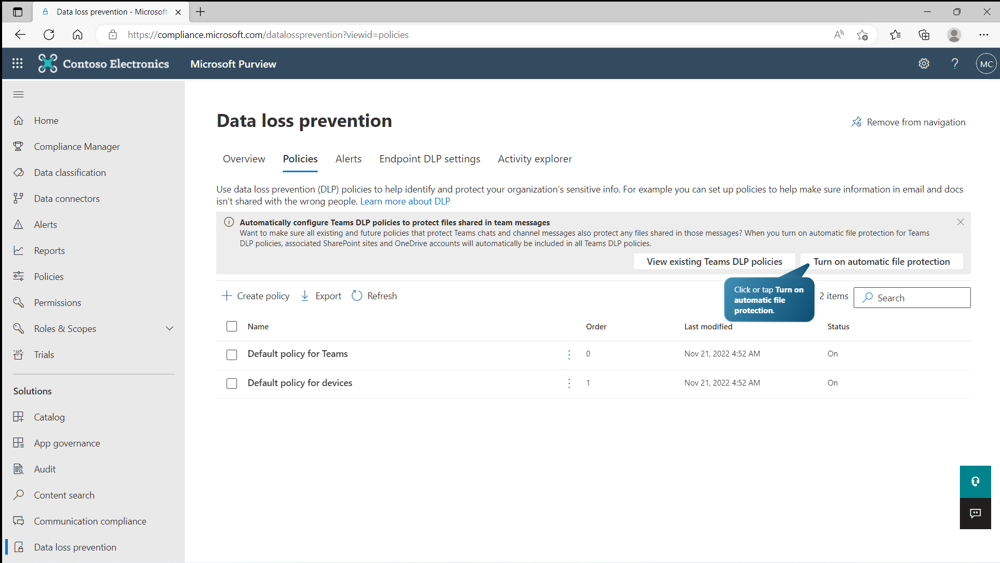 Data loss prevention - Microsoft
https://compliance.microsoft.com/datalossprevention?viewid=policies
Contoso Electronics
Microsoft Purview
MC
Home
Compliance Manager
Data classification
Data connectors
Alerts
Reports
Policies
Permissions
Roles & Scopes
Trials
Solutions
Catalog
App governance
Audit
Content search
Communication compliance
Data loss prevention
Data loss prevention
Remove from navigation
Overview
Policies
Alerts
Endpoint DLP settings
Activity explorer
Use data loss prevention (DLP) policies to help identify and protect your organization's sensitive info. For example you can set up policies to help make sure information in email and docs
isn't shared with the wrong people. Learn more about DLP
Automatically configure Teams DLP policies to protect files shared in team messages
Want to make sure all existing and future policies that protect Teams chats and channel messages also protect any files shared in those messages? When you turn on automatic file protection for Teams
DLP policies, associated SharePoint sites and OneDrive accounts will automatically be included in all Teams DLP policies.
View existing Teams DLP policies
Turn on automatic file protection
Click or tap Turn on
automatic file
protection.
Create policy
Export
Refresh
2 items
Search
Name
Order
Last modified
Status
Default policy for Teams
0
Nov 21, 2022 4:52 AM
On
Default policy for devices
1
Nov 21, 2022 4:52 AM
On